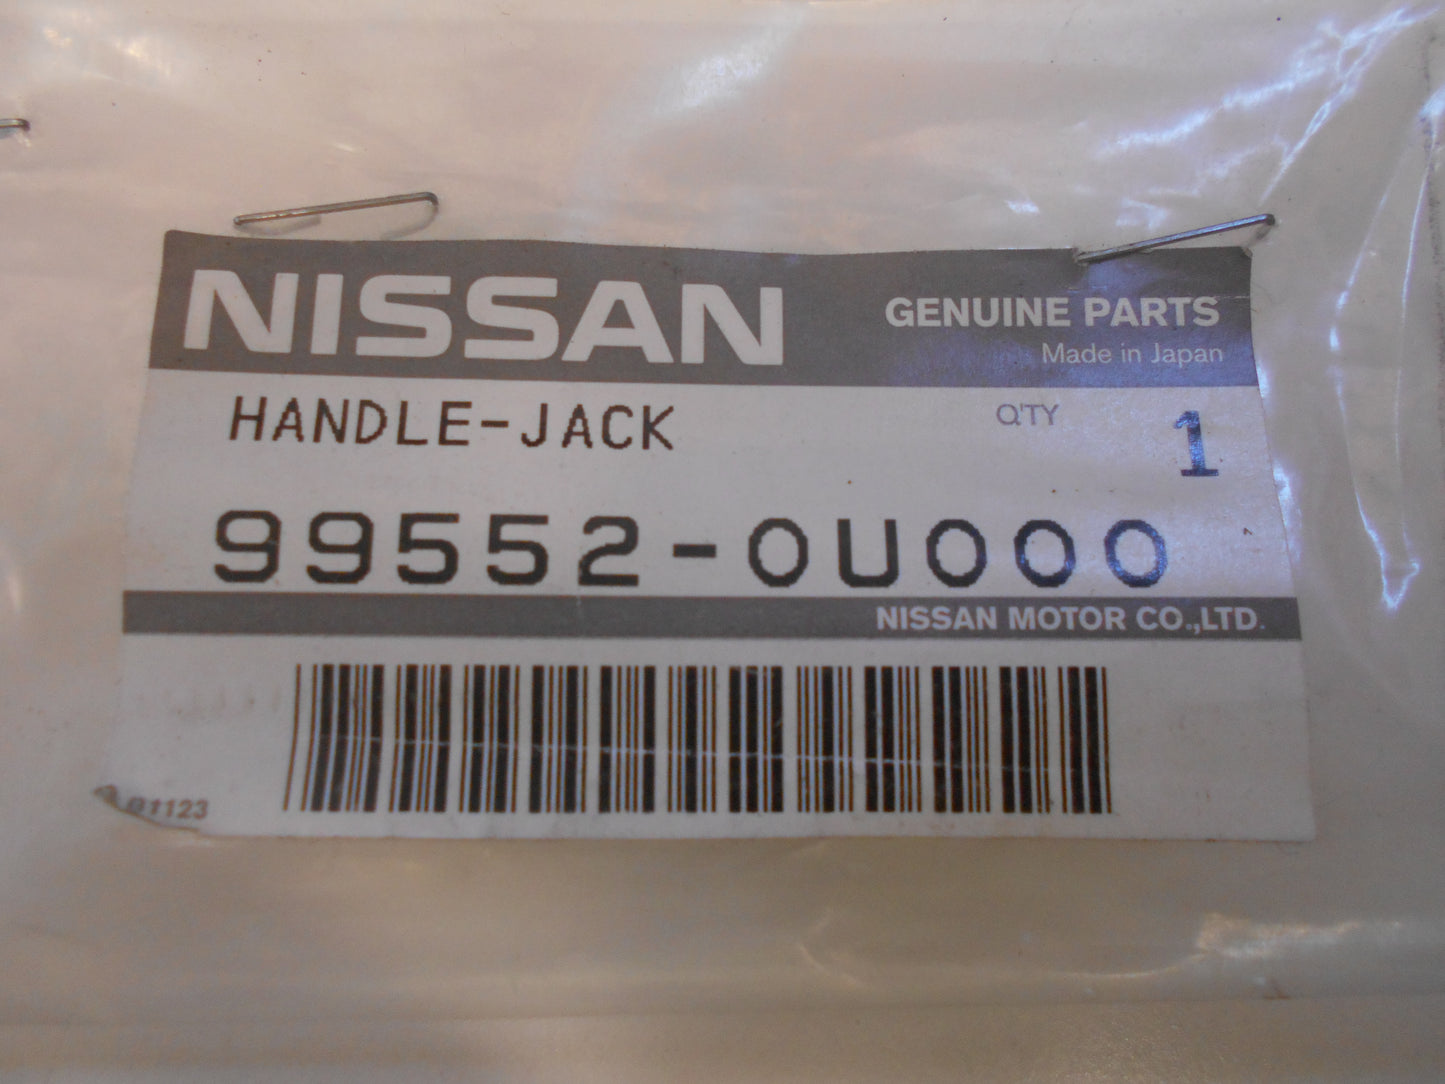 NISSAN
GENUINE PARTS
Made in Japan
HANDLE-JACK
Q'TY 1
99552-0U000
NISSAN MOTOR CO.,LTD.